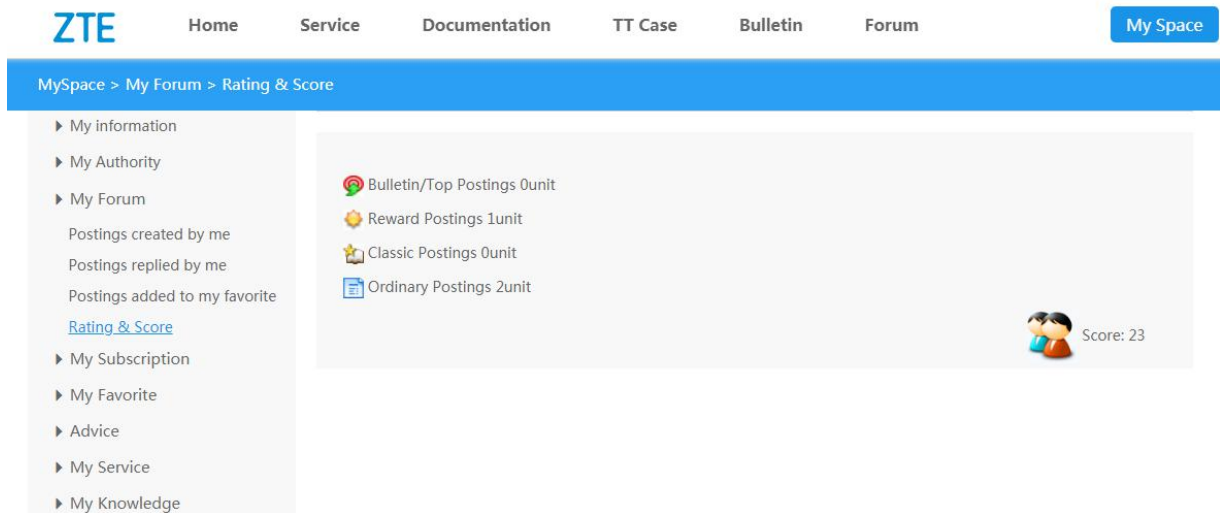 ZTE Home Service Documentation TT Case Bulletin Forum My Space
MySpace > My Forum > Rating & Score
My information
My Authority
My Forum
Postings created by me
Postings replied by me
Postings added to my favorite
Rating & Score
My Subscription
My Favorite
Advice
My Service
My Knowledge
Bulletin/Top Postings 0unit
Reward Postings 1unit
Classic Postings 0unit
Ordinary Postings 2unit
Score: 23